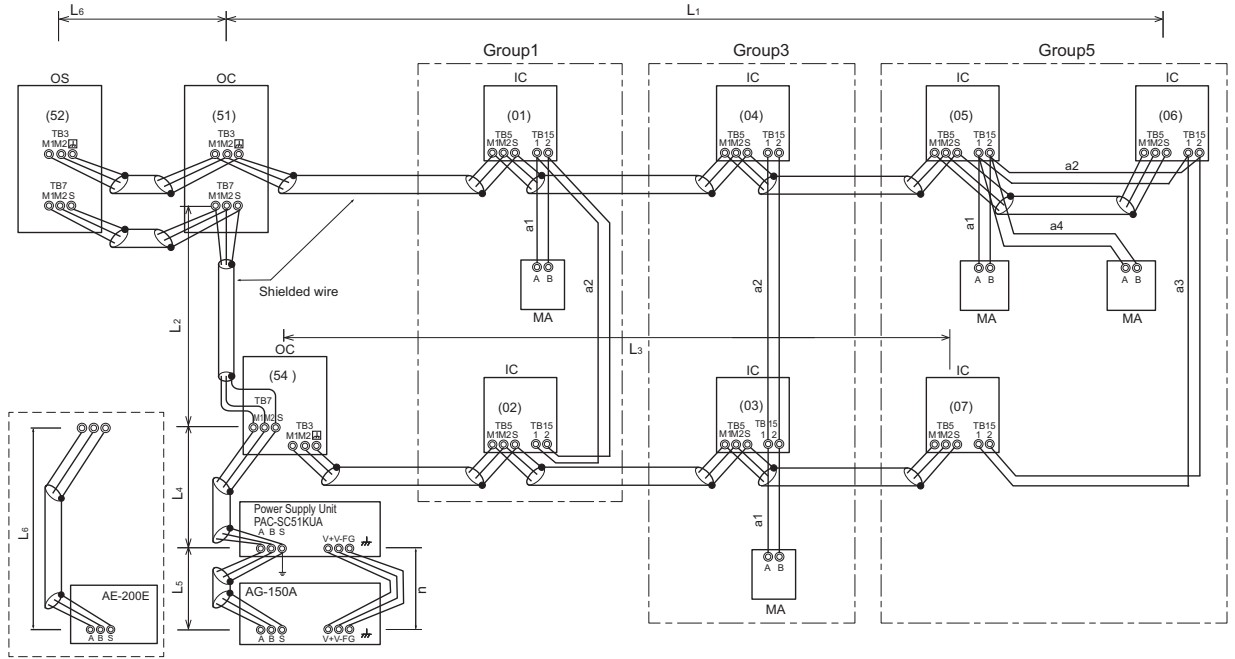 L6
L1
Group1
Group3
Group5
OS
OC
IC
IC
IC
IC
(52)
(51)
(01)
(04)
(05)
(06)
TB3
M1M2
TB3
M1M2
TB5
M1M2S
TB15
1 2
TB5
M1M2S
TB15
1 2
TB5
M1M2S
TB15
1 2
TB5
M1M2S
TB15
1 2
a2
TB7
M1M2S
TB7
M1M2S
a1
a2
a2
a1
a4
a3
Shielded wire
A B
MA
A B
MA
A B
MA
L2
L3
OC
(54 )
TB7
M1M2 S
TB3
M1M2
IC
(02)
TB5
M1M2S
TB15
1 2
IC
(03)
TB5
M1M2S
TB15
1 2
IC
(07)
TB5
M1M2S
TB15
1 2
L4
Power Supply Unit
PAC-SC51KUA
A B S
V+V-FG
a1
A B
MA
L6
AE-200E
A B S
L5
AG-150A
A B S
V+V-FG
n